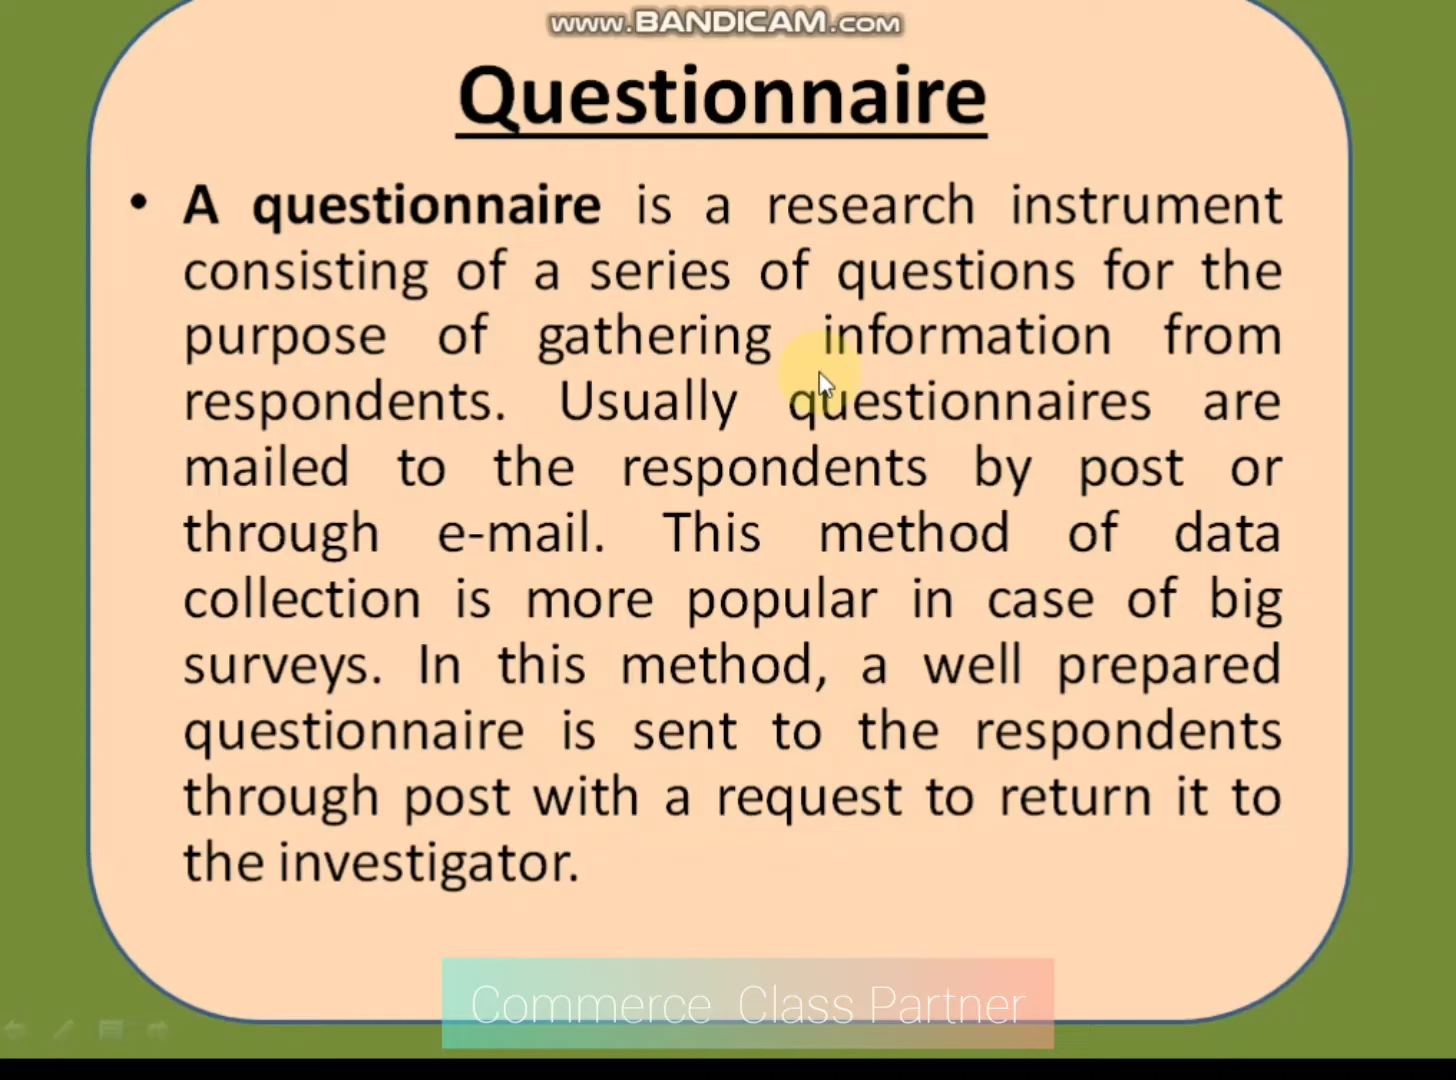 www.BANDICAM.com
Questionnaire
• A questionnaire is a research instrument
consisting of a series of questions for the
purpose of gathering information from
respondents. Usually questionnaires are
mailed to the respondents by post or
through e-mail. This method of data
collection is more popular in case of big
surveys. In this method, a well prepared
questionnaire is sent to the respondents
through post with a request to return it to
the investigator.
Commerce Class Partner